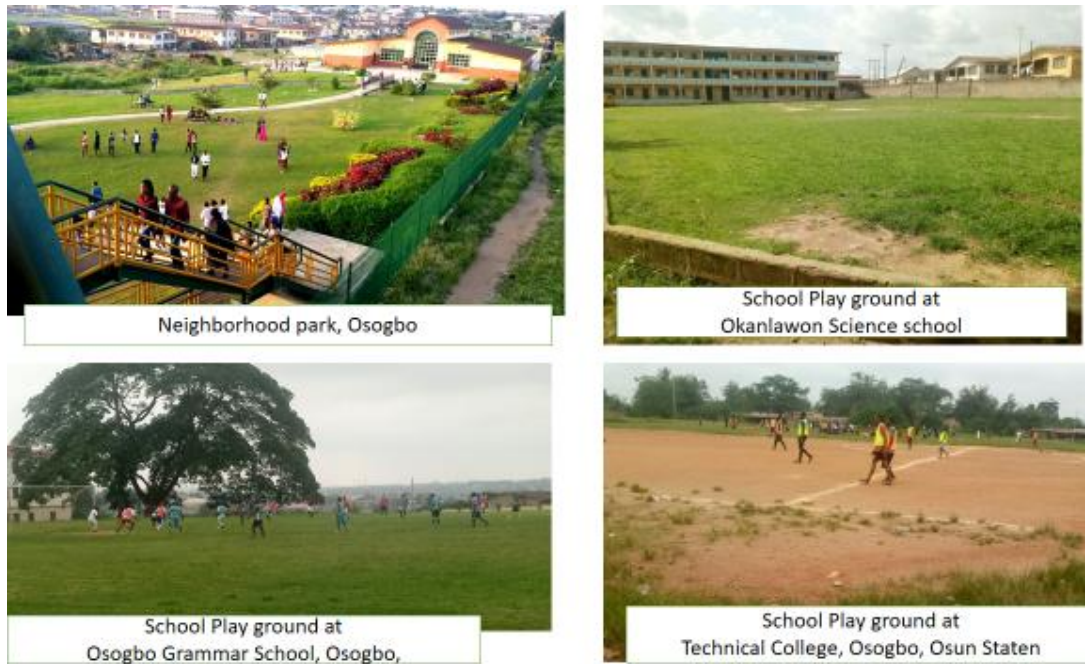 Neighborhood park, Osogbo
School Play ground at
Okanlawon Science school
School Play ground at
Osogbo Grammar School, Osogbo,
School Play ground at
Technical College, Osogbo, Osun Staten